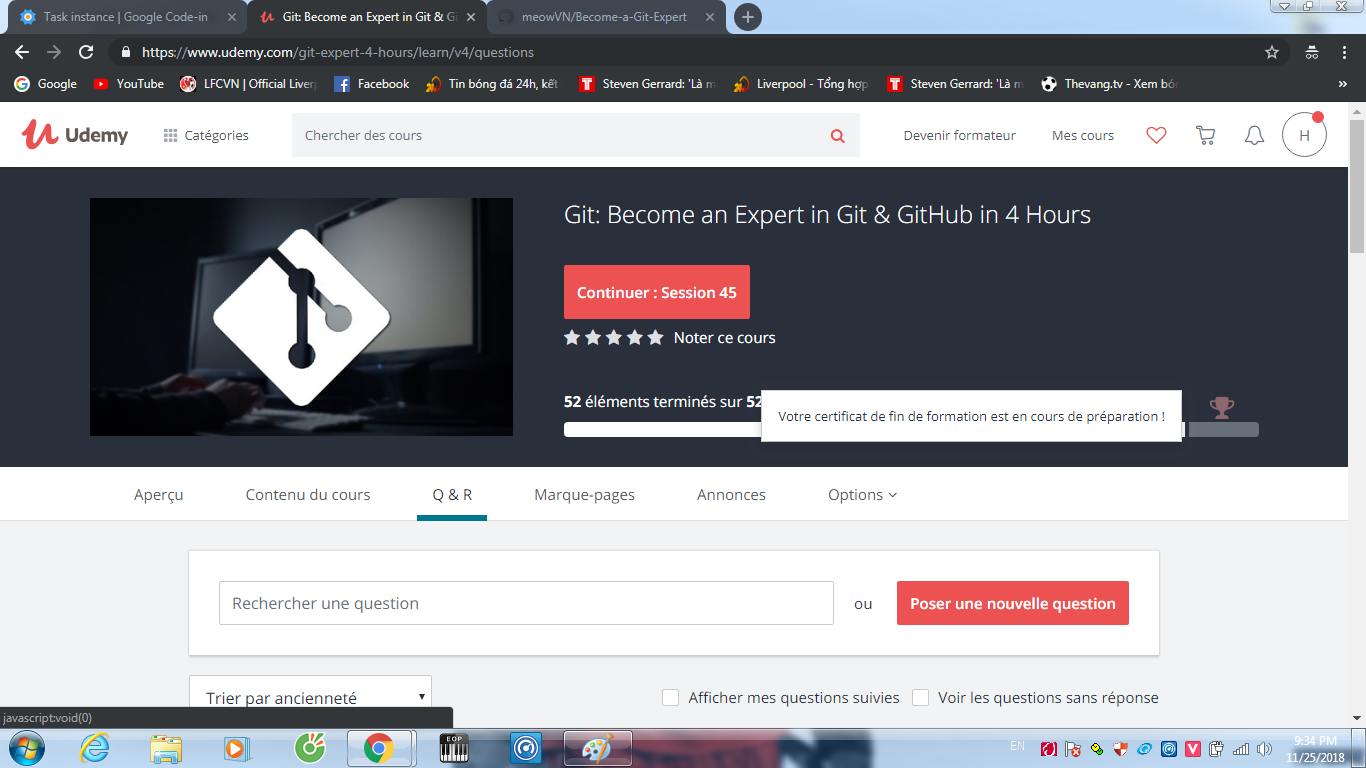 Task instance | Google Code-in
Git: Become an Expert in Git & Gi
meowVN/Become-a-Git-Expert
https://www.udemy.com/git-expert-4-hours/learn/v4/questions
Google YouTube LFCVN | Official Liver Facebook Tin bóng đá 24h, kết Steven Gerrard: 'Là m Liverpool - Tổng hợp Steven Gerrard: 'Là m Thevang.tv - Xem bó »
Udemy Catégories Chercher des cours Devenir formateur Mes cours H
Git: Become an Expert in Git & GitHub in 4 Hours
Continuer : Session 45
Noter ce cours
52 éléments terminés sur 52
Votre certificat de fin de formation est en cours de préparation !
Aperçu Contenu du cours Q & R Marque-pages Annonces Options
Rechercher une question ou Poser une nouvelle question
Trier par ancienneté Afficher mes questions suivies Voir les questions sans réponse
javascript:void(0)
EOP
EN
9:34 PM
11/25/2018